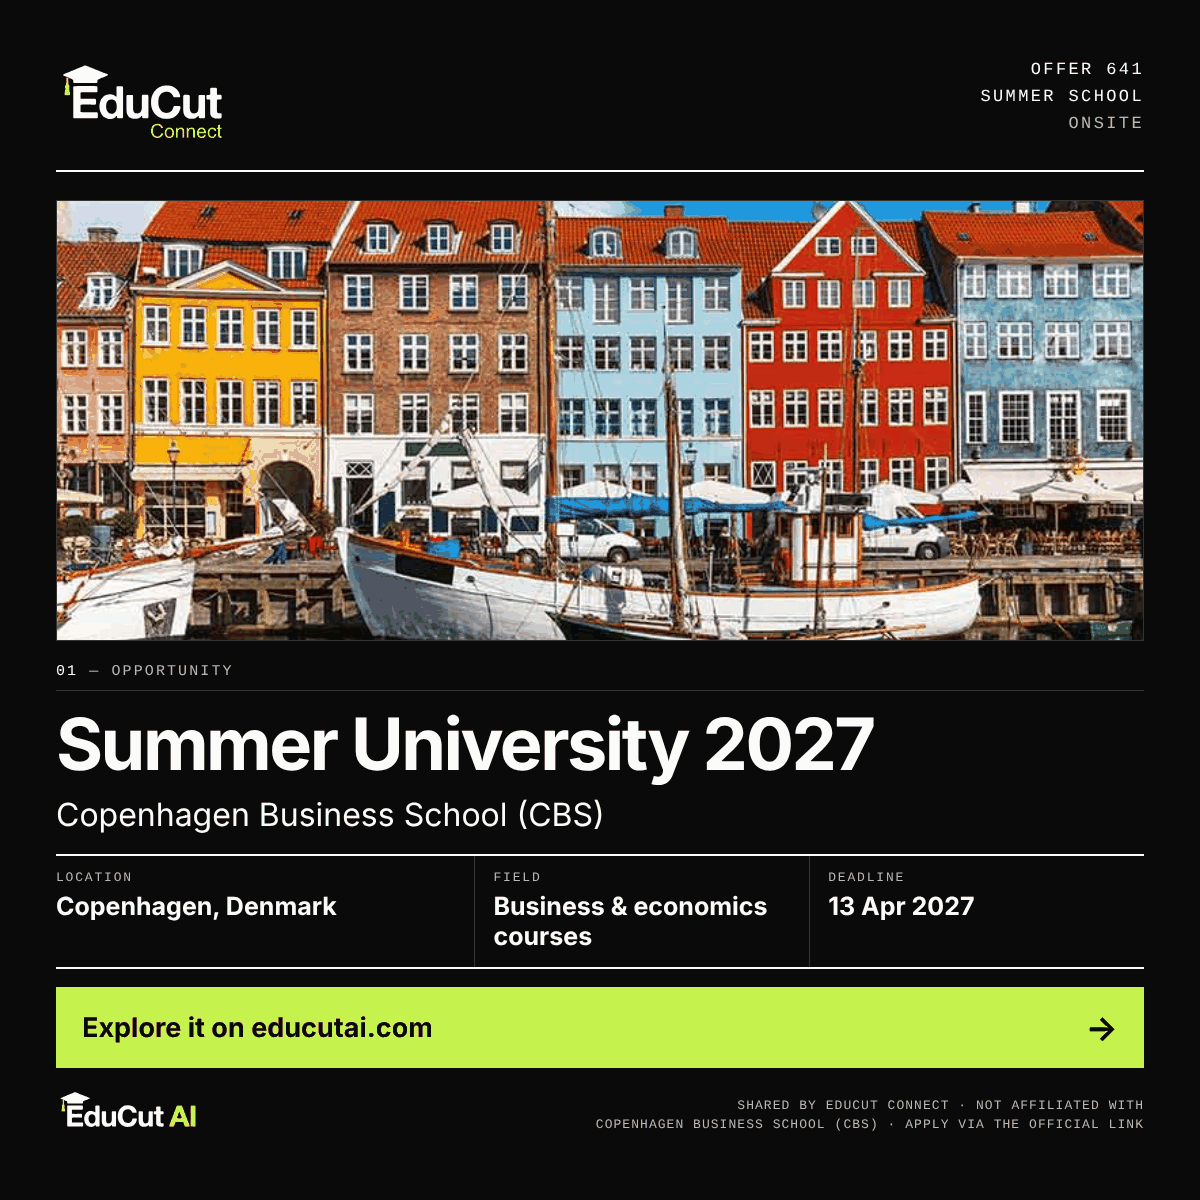 EduCut
Connect
OFFER 641
SUMMER SCHOOL
ONSITE
01 — OPPORTUNITY
Summer University 2027
Copenhagen Business School (CBS)
LOCATION
Copenhagen, Denmark
FIELD
Business & economics
courses
DEADLINE
13 Apr 2027
Explore it on educutai.com →
EduCut AI
SHARED BY EDUCUT CONNECT · NOT AFFILIATED WITH
COPENHAGEN BUSINESS SCHOOL (CBS) · APPLY VIA THE OFFICIAL LINK